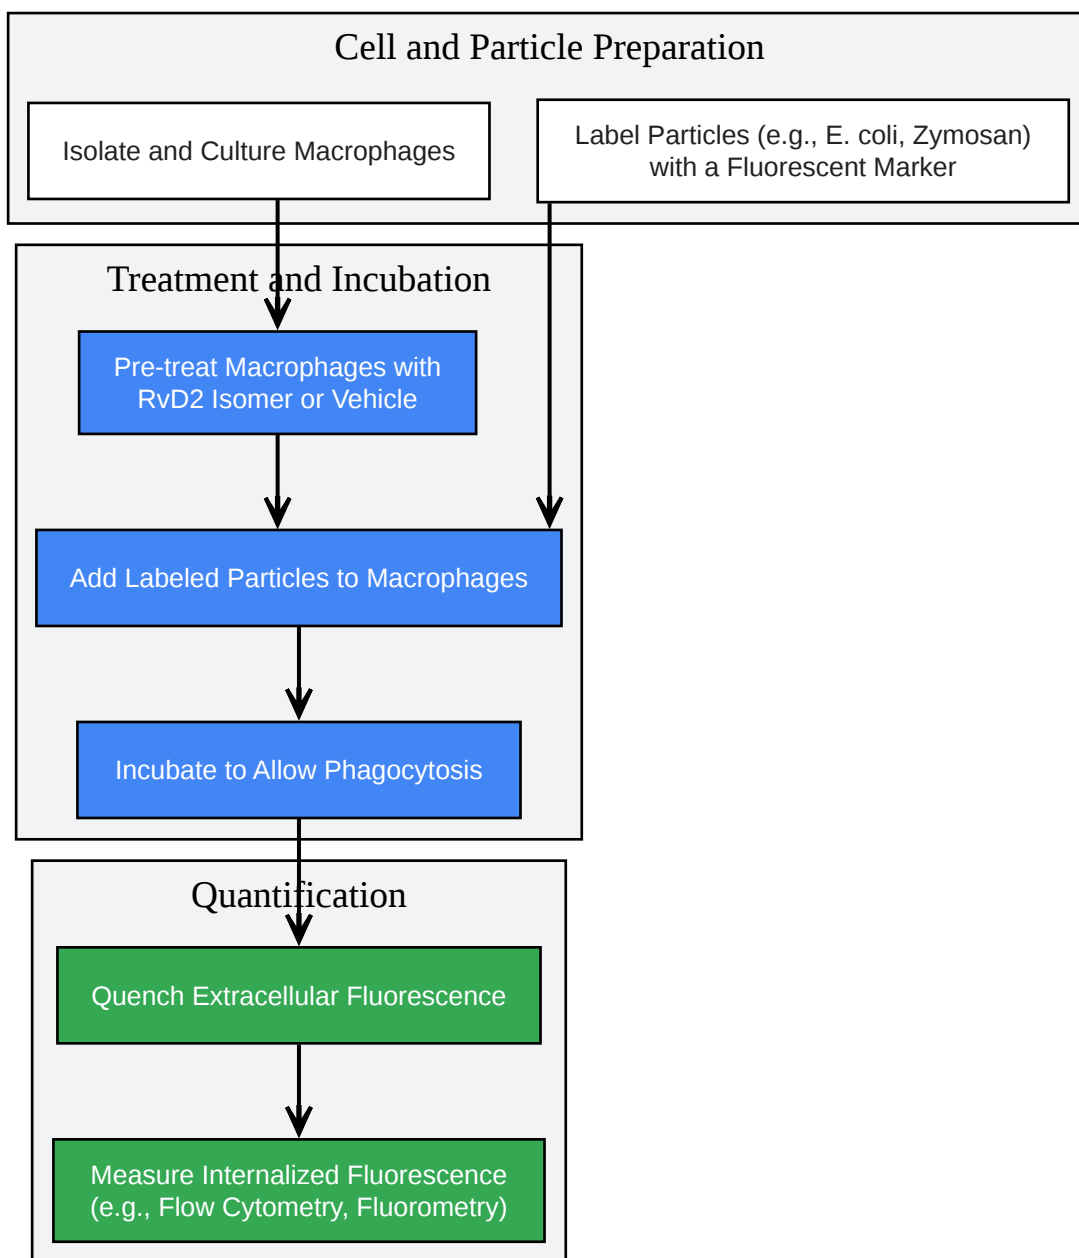 Cell and Particle Preparation
Isolate and Culture Macrophages
Label Particles (e.g., E. coli, Zymosan)
with a Fluorescent Marker
Treatment and Incubation
Pre-treat Macrophages with
RvD2 Isomer or Vehicle
Add Labeled Particles to Macrophages
Incubate to Allow Phagocytosis
Quantification
Quench Extracellular Fluorescence
Measure Internalized Fluorescence
(e.g., Flow Cytometry, Fluorometry)